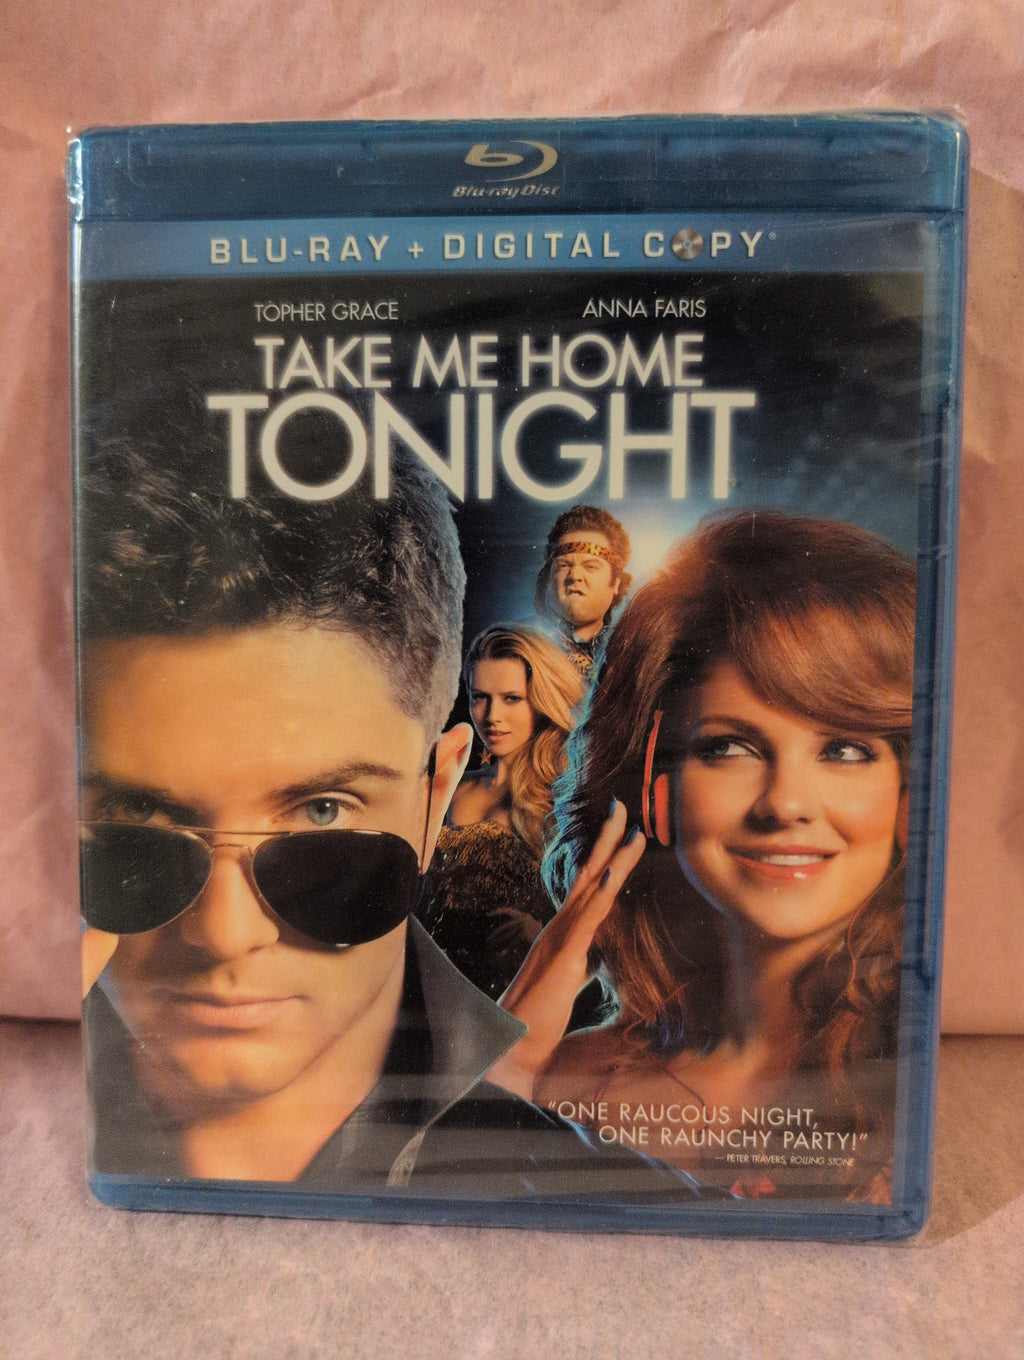 Blu-ray Disc
BLU-RAY + DIGITAL COPY®
TOPHER GRACE ANNA FARIS
TAKE ME HOME
TONIGHT
“ONE RAUCOUS NIGHT,
ONE RAUNCHY PARTY!”
— PETER TRAVERS, ROLLING STONE